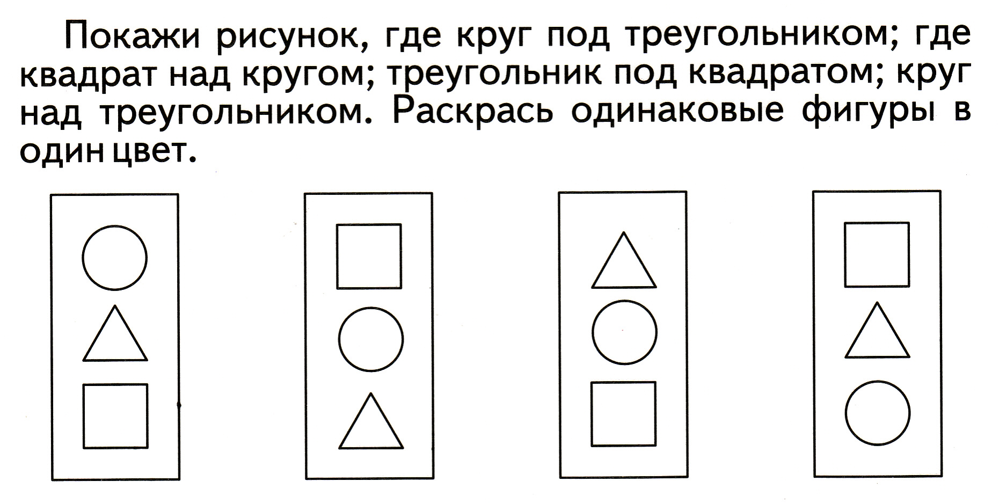 Покажи рисунок, где круг под треугольником; где
квадрат над кругом; треугольник под квадратом; круг
над треугольником. Раскрась одинаковые фигуры в
один цвет.